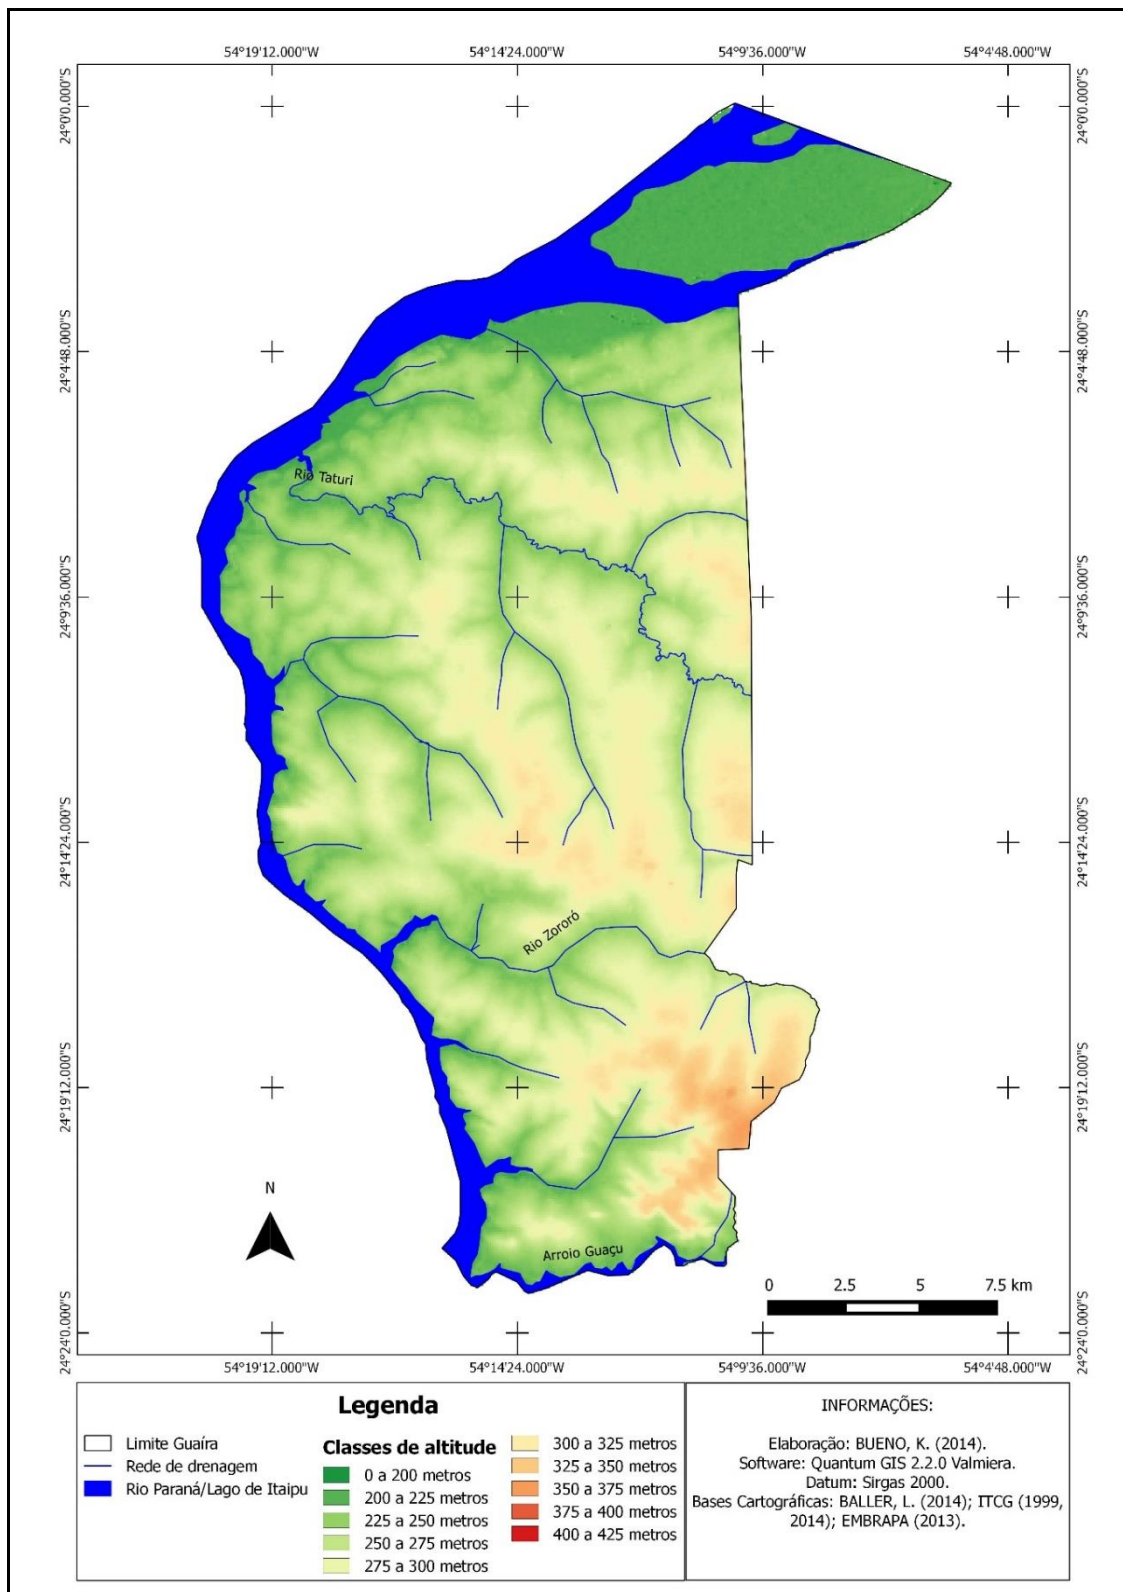 54°19'12.000"W 54°14'24.000"W 54°9'36.000"W 54°4'48.000"W
24°0'0.000"S 24°0'0.000"S
24°4'48.000"S 24°4'48.000"S
Rio Taturi
24°9'36.000"S 24°9'36.000"S
24°14'24.000"S 24°14'24.000"S
Rio Zororó
24°19'12.000"S 24°19'12.000"S
N
Arroio Guaçu
0 2.5 5 7.5 km
24°24'0.000"S 24°24'0.000"S
54°19'12.000"W 54°14'24.000"W 54°9'36.000"W 54°4'48.000"W
Legenda
Limite Guaíra
Rede de drenagem
Rio Paraná/Lago de Itaipu
Classes de altitude
0 a 200 metros
200 a 225 metros
225 a 250 metros
250 a 275 metros
275 a 300 metros
300 a 325 metros
325 a 350 metros
350 a 375 metros
375 a 400 metros
400 a 425 metros
INFORMAÇÕES:
Elaboração: BUENO, K. (2014).
Software: Quantum GIS 2.2.0 Valmiera.
Datum: Sirgas 2000.
Bases Cartográficas: BALLER, L. (2014); ITCG (1999,
2014); EMBRAPA (2013).